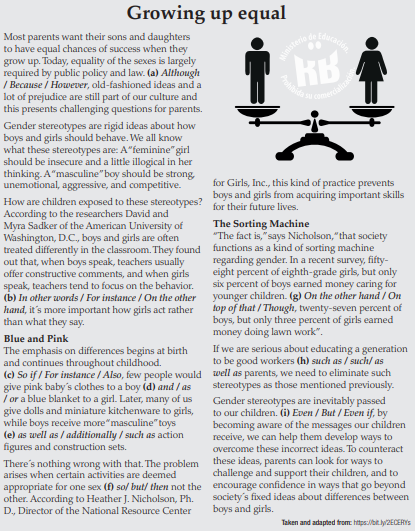 Growing up equal
Most parents want their sons and daughters
to have equal chances of success when they
grow up. Today, equality of the sexes is largely
required by public policy and law. (a) Although
/ Because / However, old-fashioned ideas and a
lot of prejudice are still part of our culture and
this presents challenging questions for parents.
Gender stereotypes are rigid ideas about how
boys and girls should behave. We all know
what these stereotypes are: A “feminine” girl
should be insecure and a little illogical in her
thinking. A “masculine” boy should be strong,
unemotional, aggressive, and competitive.
How are children exposed to these stereotypes?
According to the researchers David and
Myra Sadker of the American University of
Washington, D.C., boys and girls are often
treated differently in the classroom. They found
out that, when boys speak, teachers usually
offer constructive comments, and when girls
speak, teachers tend to focus on the behavior.
(b) In other words / For instance / On the other
hand, it´s more important how girls act rather
than what they say.
Blue and Pink
The emphasis on differences begins at birth
and continues throughout childhood.
(c) So if / For instance / Also, few people would
give pink baby´s clothes to a boy (d) and / as
/ or a blue blanket to a girl. Later, many of us
give dolls and miniature kitchenware to girls,
while boys receive more “masculine” toys
(e) as well as / additionally / such as action
figures and construction sets.
There´s nothing wrong with that. The problem
arises when certain activities are deemed
appropriate for one sex (f) so/ but/ then not the
other. According to Heather J. Nicholson, Ph.
D., Director of the National Resource Center
Ministerio de Educación
Prohibida su comercialización
for Girls, Inc., this kind of practice prevents
boys and girls from acquiring important skills
for their future lives.
The Sorting Machine
“The fact is,” says Nicholson, “that society
functions as a kind of sorting machine
regarding gender. In a recent survey, fifty-
eight percent of eighth-grade girls, but only
six percent of boys earned money caring for
younger children. (g) On the other hand / On
top of that / Though, twenty-seven percent of
boys, but only three percent of girls earned
money doing lawn work”.
If we are serious about educating a generation
to be good workers (h) such as / such/ as
well as parents, we need to eliminate such
stereotypes as those mentioned previously.
Gender stereotypes are inevitably passed
to our children. (i) Even / But / Even if, by
becoming aware of the messages our children
receive, we can help them develop ways to
overcome these incorrect ideas. To counteract
these ideas, parents can look for ways to
challenge and support their children, and to
encourage confidence in ways that go beyond
society´s fixed ideas about differences between
boys and girls.
Taken and adapted from: https://bit.ly/2ECERYs